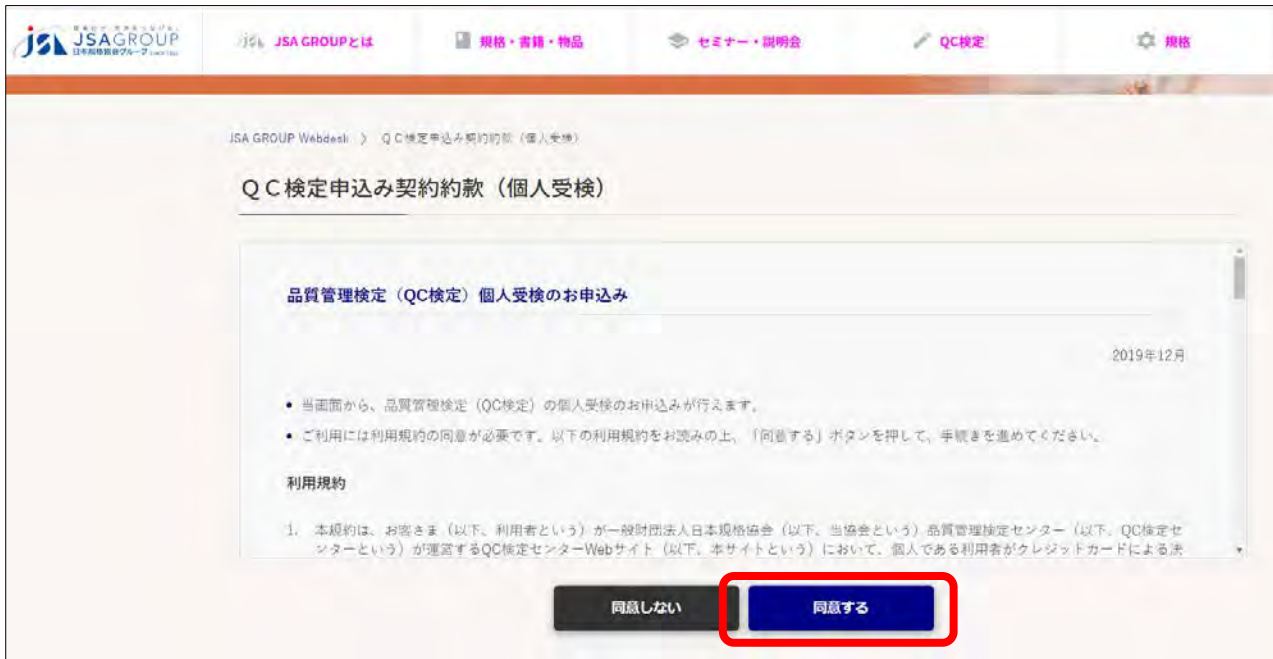 JSAGROUP
日本規格協会グループ
JSA GROUPとは
規格・書籍・物品
セミナー・説明会
QC検定
規格
JSA GROUP Webdesk 〉 ＱＣ検定申込み契約約款（個人受検）
ＱＣ検定申込み契約約款（個人受検）
品質管理検定（QC検定）個人受検のお申込み
2019年12月
• 当画面から、品質管理検定（QC検定）の個人受検のお申込みが行えます。
• ご利用には利用規約の同意が必要です。以下の利用規約をお読みの上、「同意する」ボタンを押して、手続きを進めてください。
利用規約
1. 本規約は、お客さま（以下、利用者という）が一般財団法人日本規格協会（以下、当協会という）品質管理検定センター（以下、QC検定セ
ンターという）が運営するQC検定センターWebサイト（以下、本サイトという）において、個人である利用者がクレジットカードによる決
同意しない
同意する